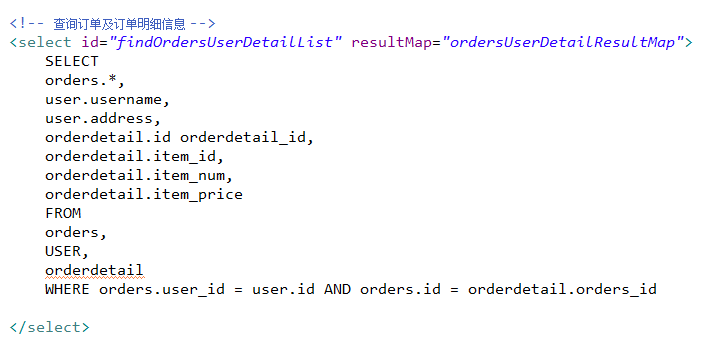 <!-- 查询订单及订单明细信息 -->
<select id="findOrdersUserDetailList" resultMap="ordersUserDetailResultMap">
SELECT
orders.*,
user.username,
user.address,
orderdetail.id orderdetail_id,
orderdetail.item_id,
orderdetail.item_num,
orderdetail.item_price
FROM
orders,
USER,
orderdetail
WHERE orders.user_id = user.id AND orders.id = orderdetail.orders_id
</select>